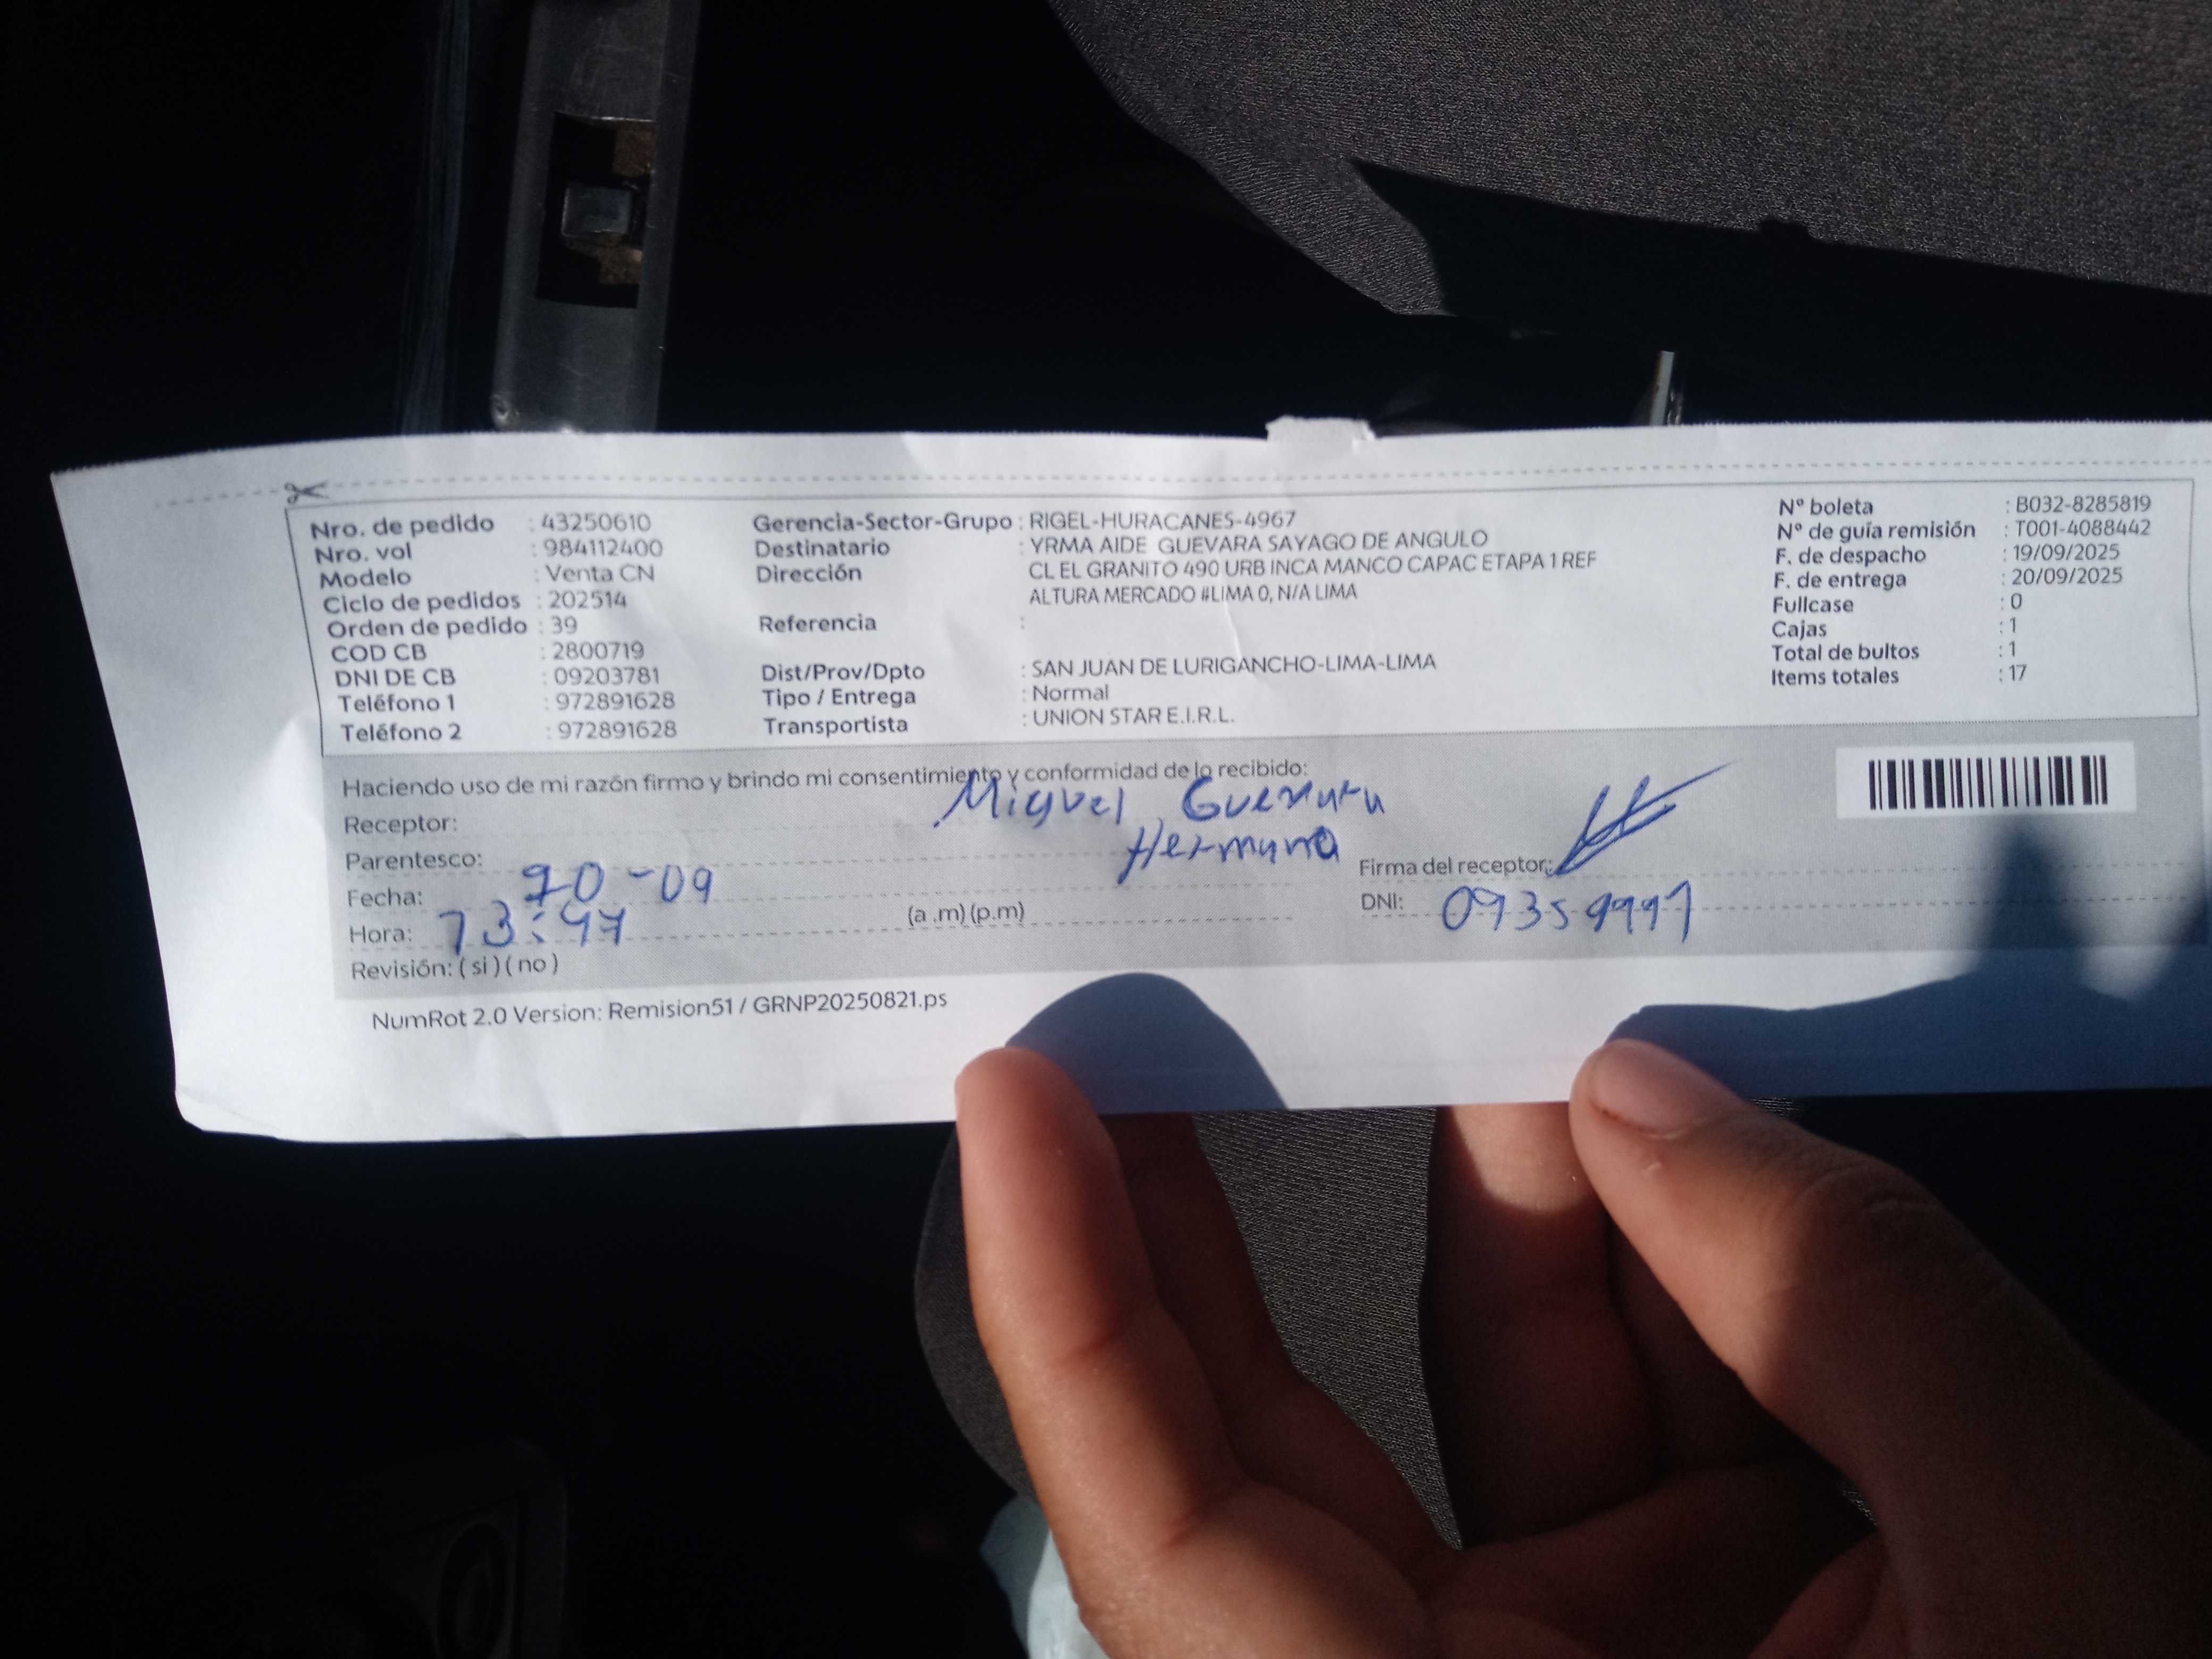 Nro. de pedido : 43250610
Nro. vol : 984112400
Modelo : Venta CN
Ciclo de pedidos : 202514
Orden de pedido : 39
COD CB : 2800719
DNI DE CB : 09203781
Teléfono 1 : 972891628
Teléfono 2 : 972891628
Gerencia-Sector-Grupo : RIGEL-HURACANES-4967
Destinatario : YRMA AIDE GUEVARA SAYAGO DE ANGULO
Dirección CL EL GRANITO 490 URB INCA MANCO CAPAC ETAPA 1 REF
ALTURA MERCADO #LIMA 0, N/A LIMA
Referencia :
Dist/Prov/Dpto : SAN JUAN DE LURIGANCHO-LIMA-LIMA
Tipo / Entrega : Normal
Transportista : UNION STAR E.I.R.L.
N° boleta : B032-8285819
N° de guía remisión : T001-4088442
F. de despacho : 19/09/2025
F. de entrega : 20/09/2025
Fullcase : 0
Cajas : 1
Total de bultos : 1
Items totales : 17
Haciendo uso de mi razón firmo y brindo mi consentimiento y conformidad de lo recibido:
Receptor: Miguel
Parentesco:
Fecha: 20-09
Hora: (a .m) (p.m)
Revisión: ( si ) ( no )
Firma del receptor:
DNI:
NumRot 2.0 Version: Remision51 / GRNP20250821.ps